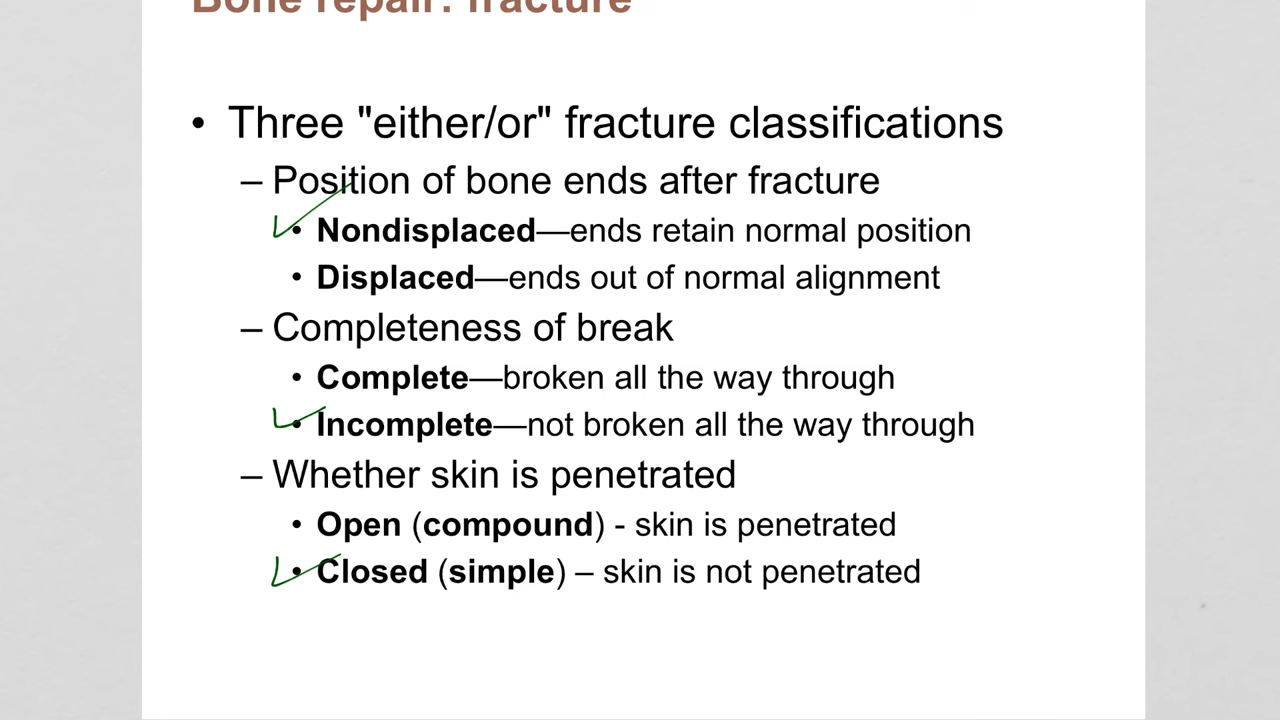 Bone repair: fracture
• Three "either/or" fracture classifications
– Position of bone ends after fracture
• Nondisplaced—ends retain normal position
• Displaced—ends out of normal alignment
– Completeness of break
• Complete—broken all the way through
• Incomplete—not broken all the way through
– Whether skin is penetrated
• Open (compound) - skin is penetrated
• Closed (simple) – skin is not penetrated